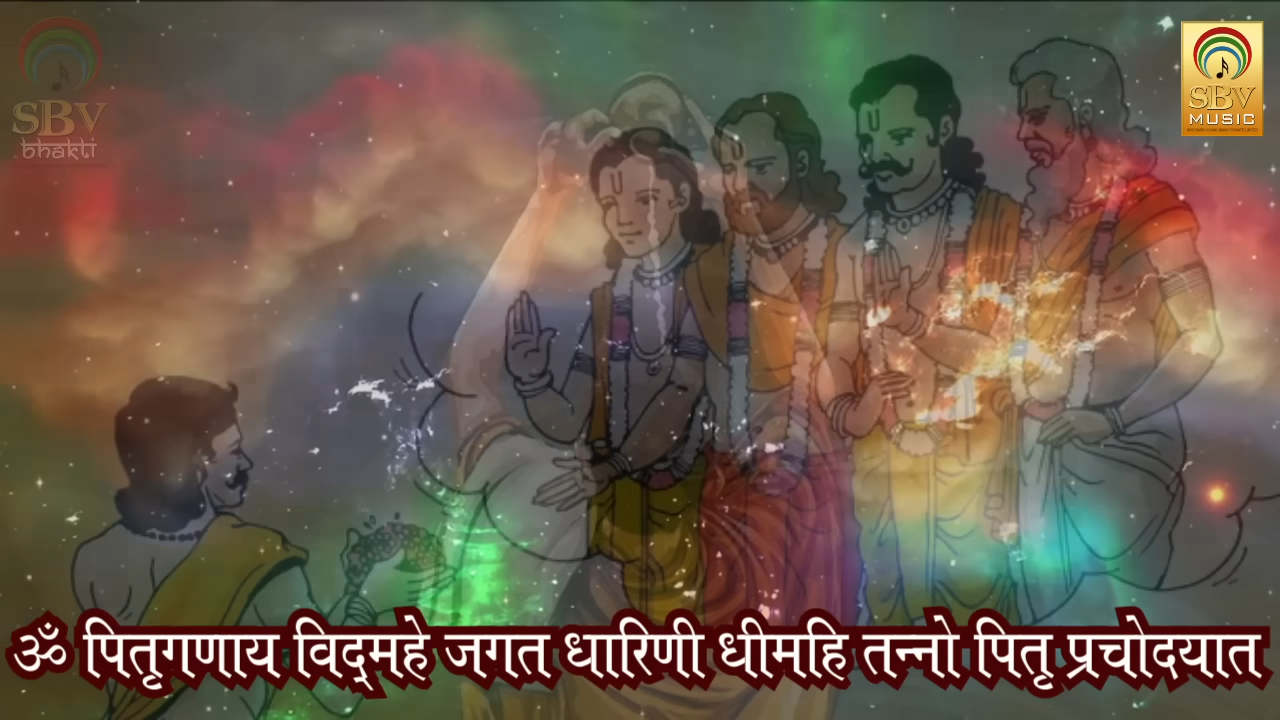 SBV
bhakti
SBV
MUSIC
ॐ पितृगणाय विद्महे जगत धारिणी धीमहि तन्नो पितृ प्रचोदयात